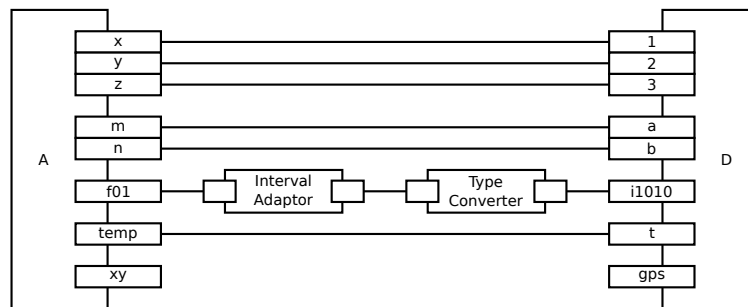 x
1
y
2
z
3
m
a
A
D
n
b
f01
Interval
Adaptor
Type
Converter
i1010
temp
t
xy
gps